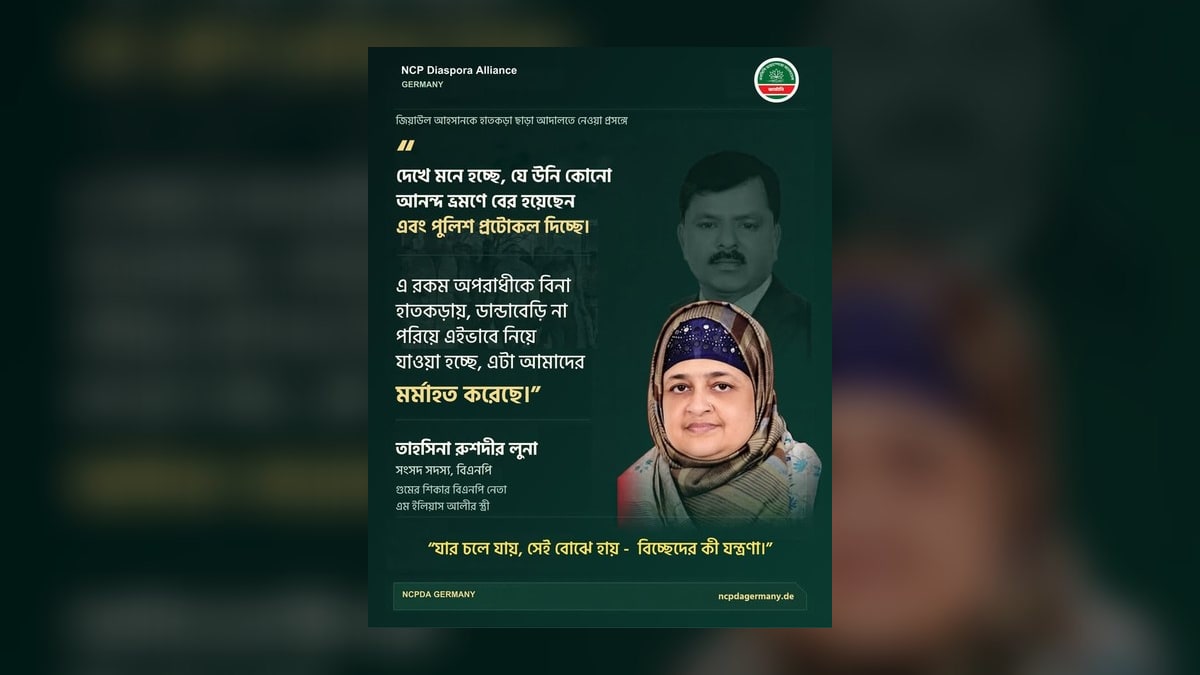 NCP Diaspora Alliance
GERMANY
জিয়াউল আহসানকে হাতকড়া ছাড়া আদালতে নেওয়া প্রসঙ্গে
“
দেখে মনে হচ্ছে, যে উনি কোনো
আনন্দ ভ্রমণে বের হয়েছেন
এবং পুলিশ প্রটোকল দিচ্ছে।
এ রকম অপরাধীকে বিনা
হাতকড়ায়, ডান্ডাবেড়ি না
পরিয়ে এইভাবে নিয়ে
যাওয়া হচ্ছে, এটা আমাদের
মর্মাহত করেছে।”
তাহসিনা রুশদীর লুনা
সংসদ সদস্য, বিএনপি
গুমের শিকার বিএনপি নেতা
এম ইলিয়াস আলীর স্ত্রী
“যার চলে যায়, সেই বোঝে হায় - বিচ্ছেদের কী যন্ত্রণা।”
NCPDA GERMANY
ncpdagermany.de